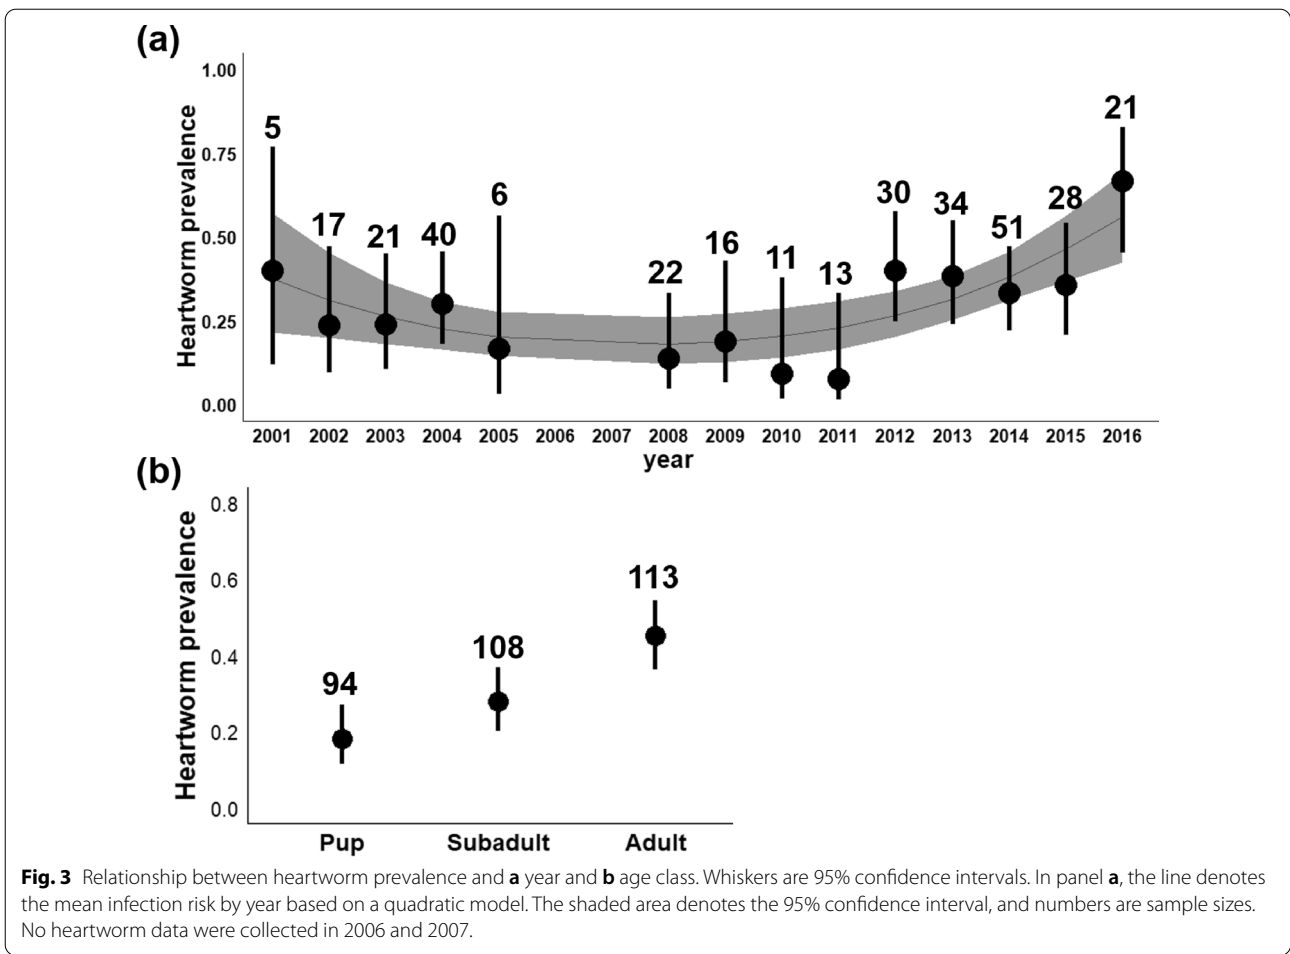 (a)
Heartworm prevalence
1.00
0.75
0.50
0.25
0.00
5
17
21
40
6
22
16
11
13
30
34
51
28
21
2001 2002 2003 2004 2005 2006 2007 2008 2009 2010 2011 2012 2013 2014 2015 2016
year
(b)
Heartworm prevalence
0.8
0.6
0.4
0.2
0.0
94
108
113
Pup Subadult Adult
Fig. 3 Relationship between heartworm prevalence and a year and b age class. Whiskers are 95% confidence intervals. In panel a, the line denotes
the mean infection risk by year based on a quadratic model. The shaded area denotes the 95% confidence interval, and numbers are sample sizes.
No heartworm data were collected in 2006 and 2007.